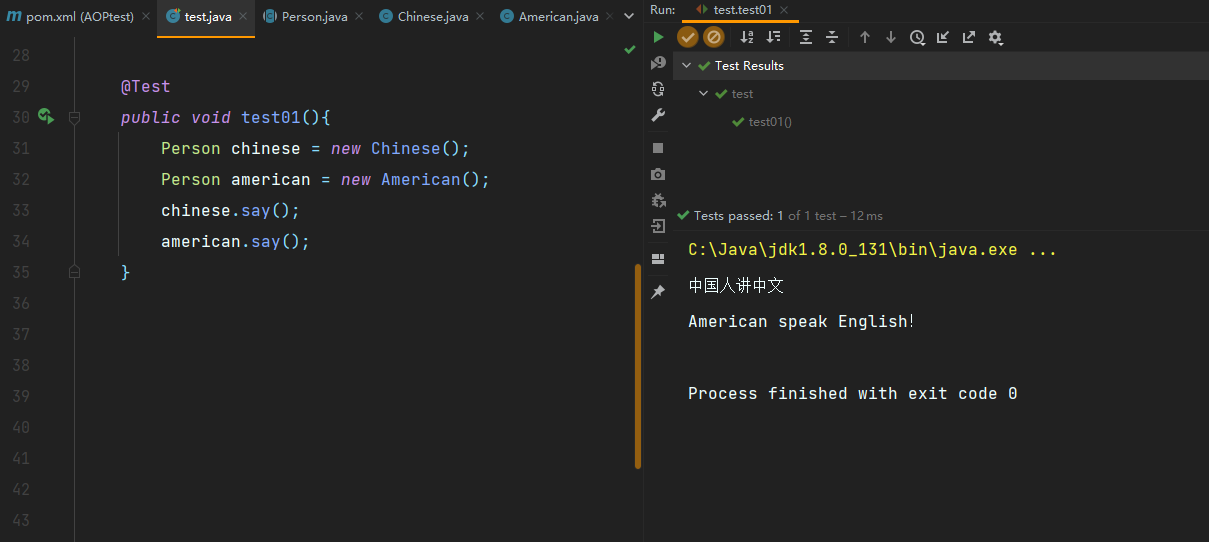 pom.xml (AOPtest) test.java Person.java Chinese.java American.java
28
29 @Test
30 public void test01(){
31 Person chinese = new Chinese();
32 Person american = new American();
33 chinese.say();
34 american.say();
35 }
36
37
38
39
40
41
42
43
Run: test.test01
Test Results
test
test01()
Tests passed: 1 of 1 test – 12 ms
C:\Java\jdk1.8.0_131\bin\java.exe ...
中国人讲中文
American speak English!
Process finished with exit code 0